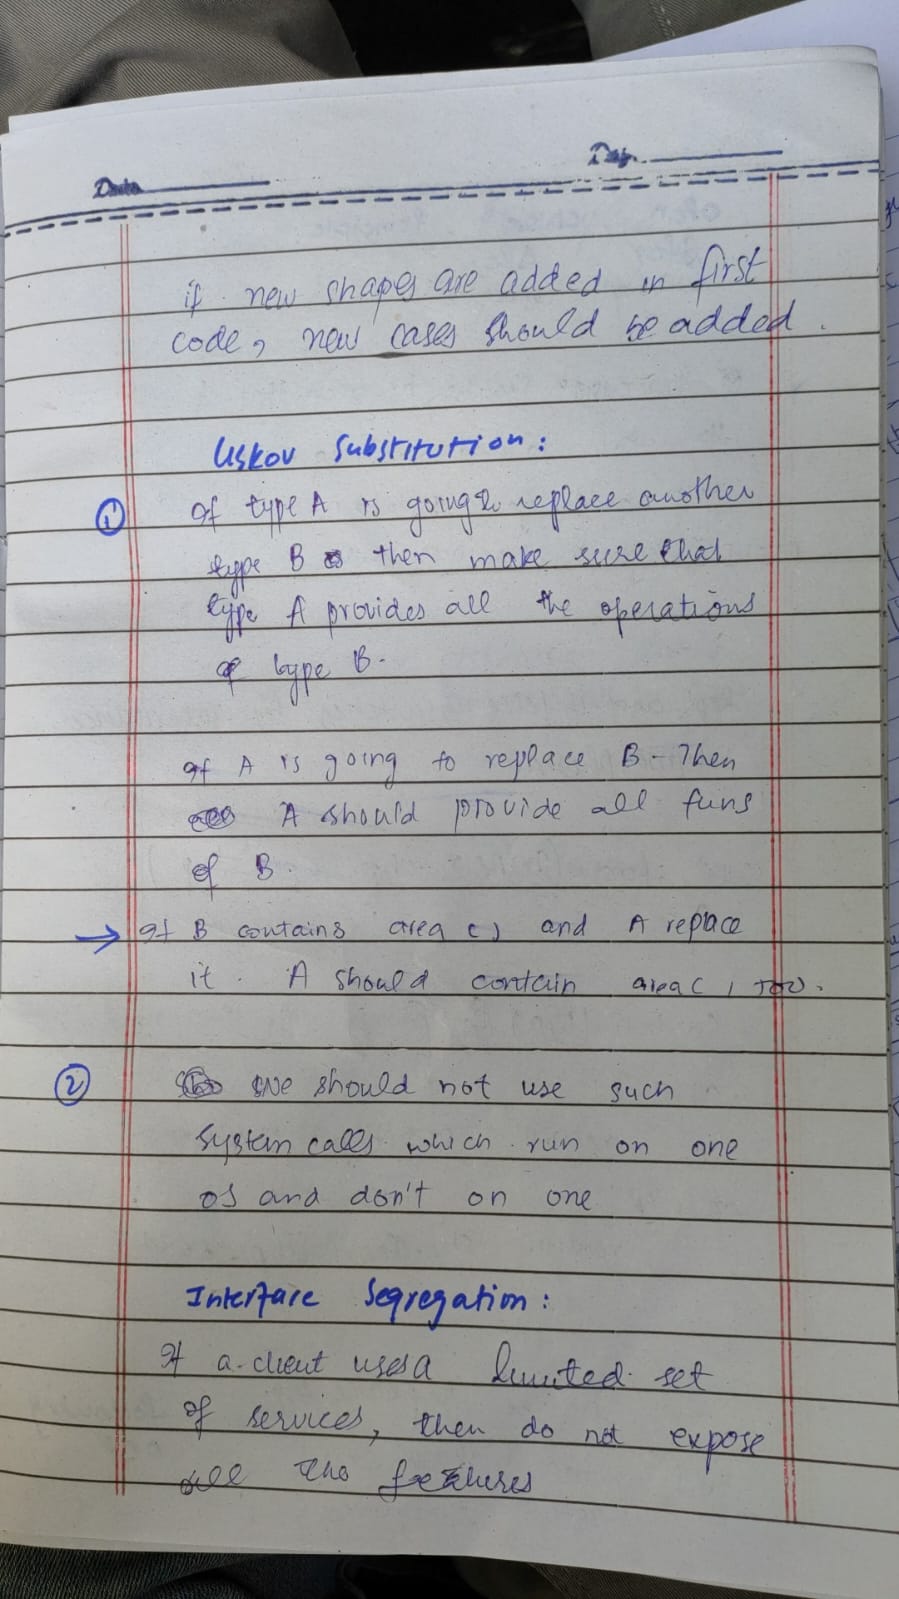 Date
Day
if new shapes are added in first
code, new cases should be added.
Liskov Substitution:
① If type A is going to replace another
type B then make sure that
type A provides all the operations
of type B.
If A is going to replace B. Then
A should provide all funs
of B.
→ If B contains area () and A replace
it. A should contain area() too.
② we should not use such
system calls which run on one
OS and don't on one
Interface Segregation:
If a client uses a limited set
of services, then do not expose
all the features